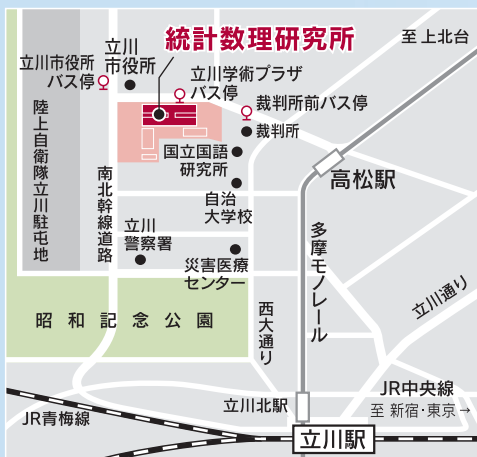 統計数理研究所
至 上北台
立川
市役所
立川市役所
バス停
立川学術プラザ
バス停
裁判所前バス停
裁判所
国立国語
研究所
高松駅
自治
大学校
陸上自衛隊立川駐屯地
南北幹線道路
立川
警察署
災害医療
センター
多摩モノレール
西大通り
立川通り
昭和記念公園
JR中央線
至 新宿・東京→
立川北駅
JR青梅線
立川駅